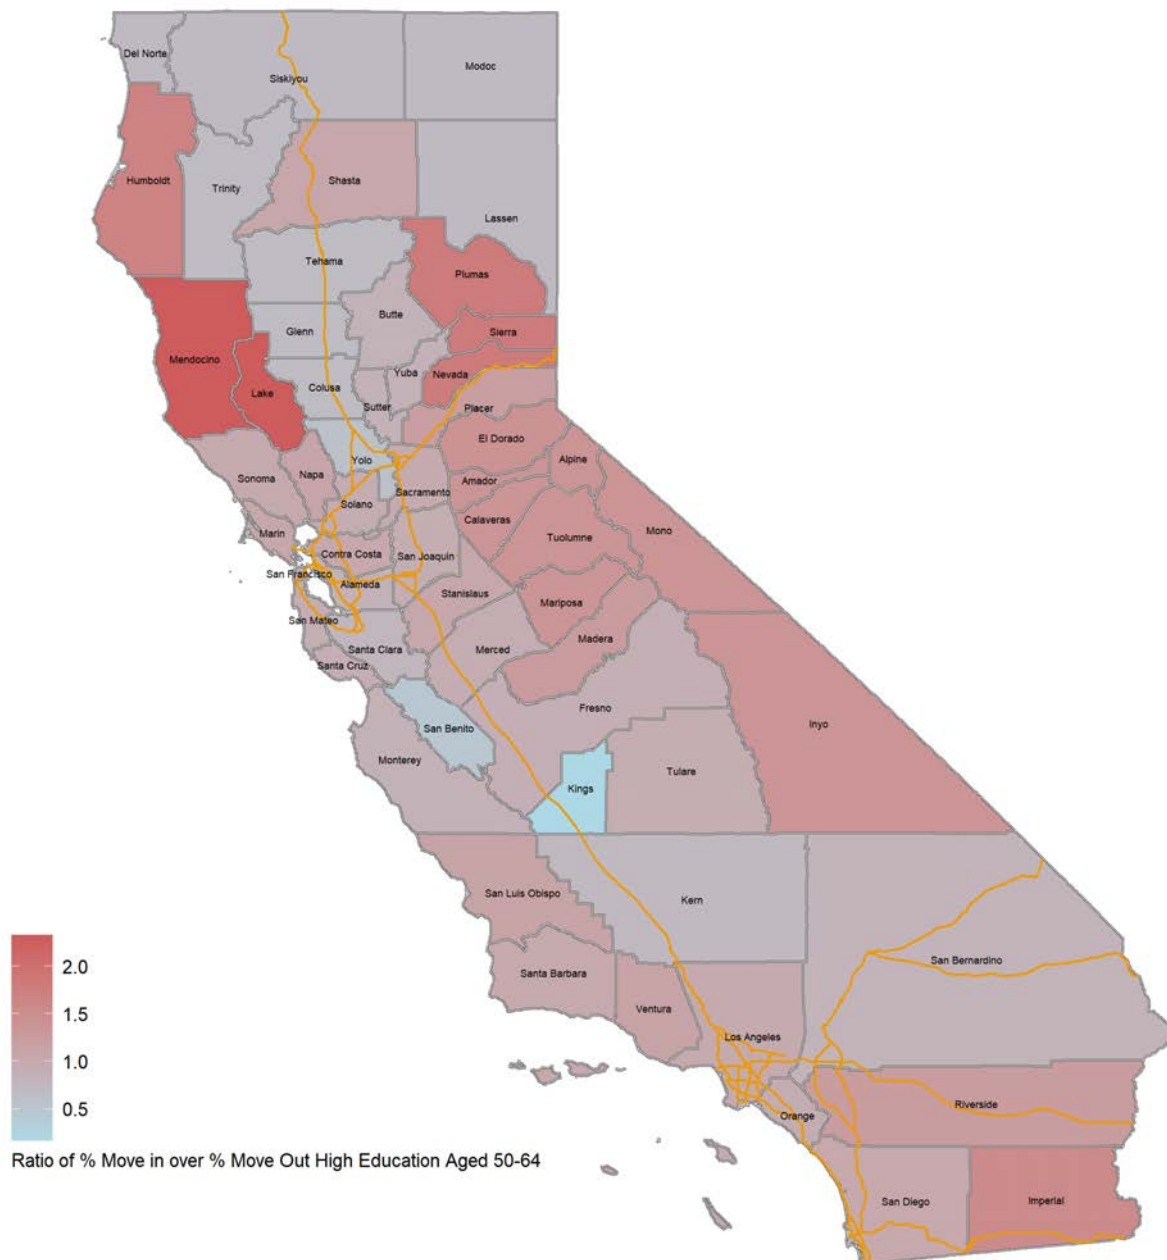 Del Norte
Siskiyou
Modoc
Humboldt
Trinity
Shasta
Lassen
Tehama
Plumas
Butte
Glenn
Sierra
Mendocino
Nevada
Yuba
Lake
Colusa
Sutter
Placer
El Dorado
Yolo
Alpine
Sonoma
Napa
Amador
Sacramento
Solano
Calaveras
Mono
Marin
Tuolumne
Contra Costa
San Joaquin
San Francisco
Alameda
Stanislaus
Mariposa
San Mateo
Madera
Santa Clara
Merced
Santa Cruz
Fresno
Inyo
San Benito
Monterey
Tulare
Kings
San Luis Obispo
Kern
San Bernardino
Santa Barbara
Ventura
Los Angeles
Riverside
Orange
San Diego
Imperial
2.0
1.5
1.0
0.5
Ratio of % Move in over % Move Out High Education Aged 50-64